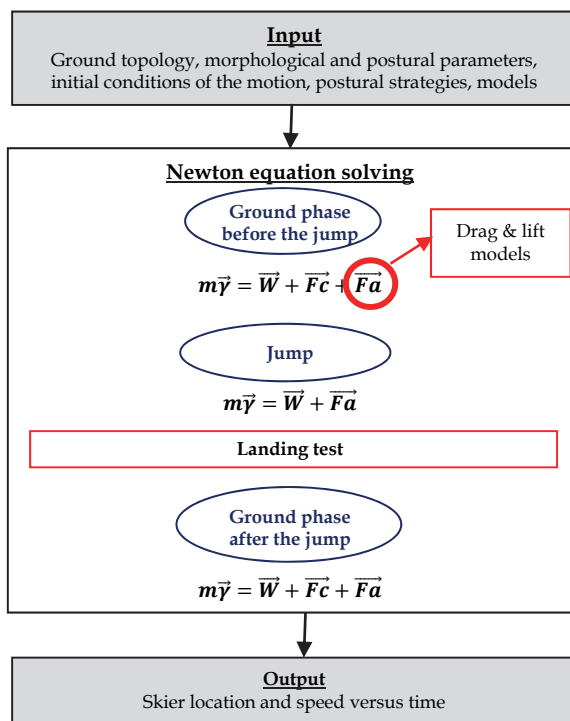 Input
Ground topology, morphological and postural parameters,
initial conditions of the motion, postural strategies, models
Newton equation solving
Ground phase
before the jump
Drag & lift
models
m𝛾⃗ = W⃗ + Fc⃗ + Fa⃗
Jump
m𝛾⃗ = W⃗ + Fa⃗
Landing test
Ground phase
after the jump
m𝛾⃗ = W⃗ + Fc⃗ + Fa⃗
Output
Skier location and speed versus time